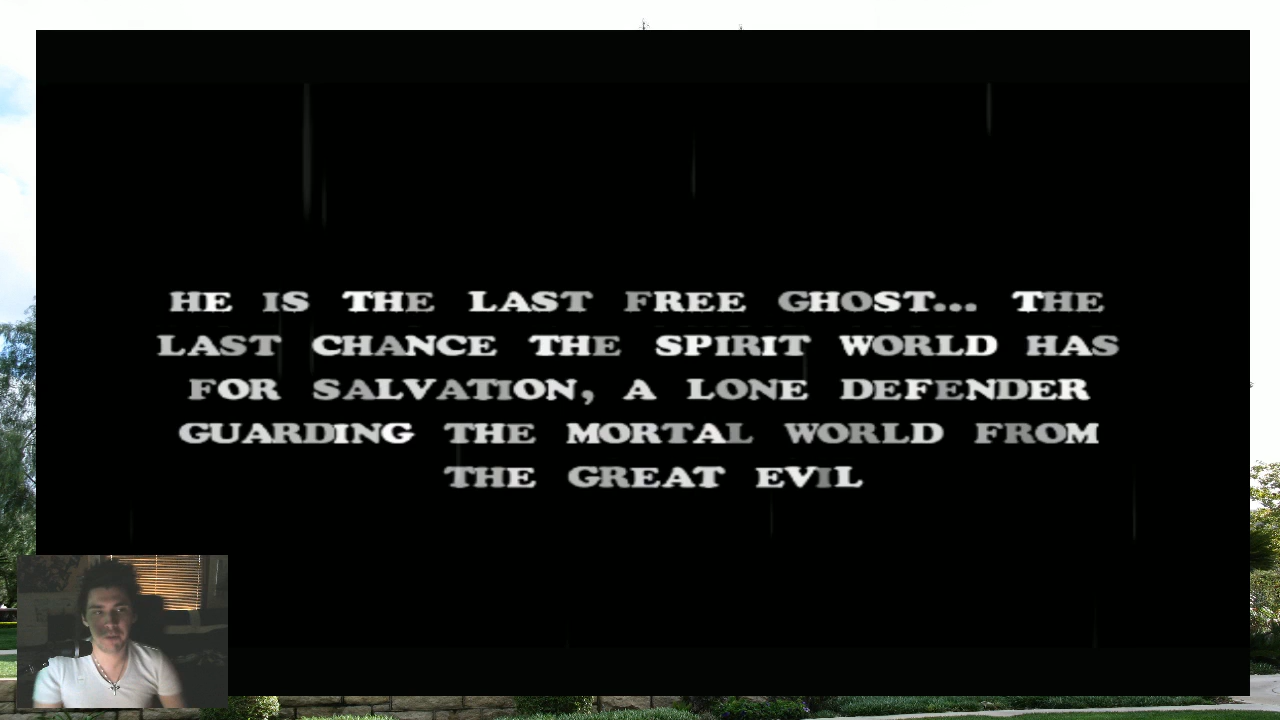 HE IS THE LAST FREE GHOST... THE
LAST CHANCE THE SPIRIT WORLD HAS
FOR SALVATION, A LONE DEFENDER
GUARDING THE MORTAL WORLD FROM
THE GREAT EVIL